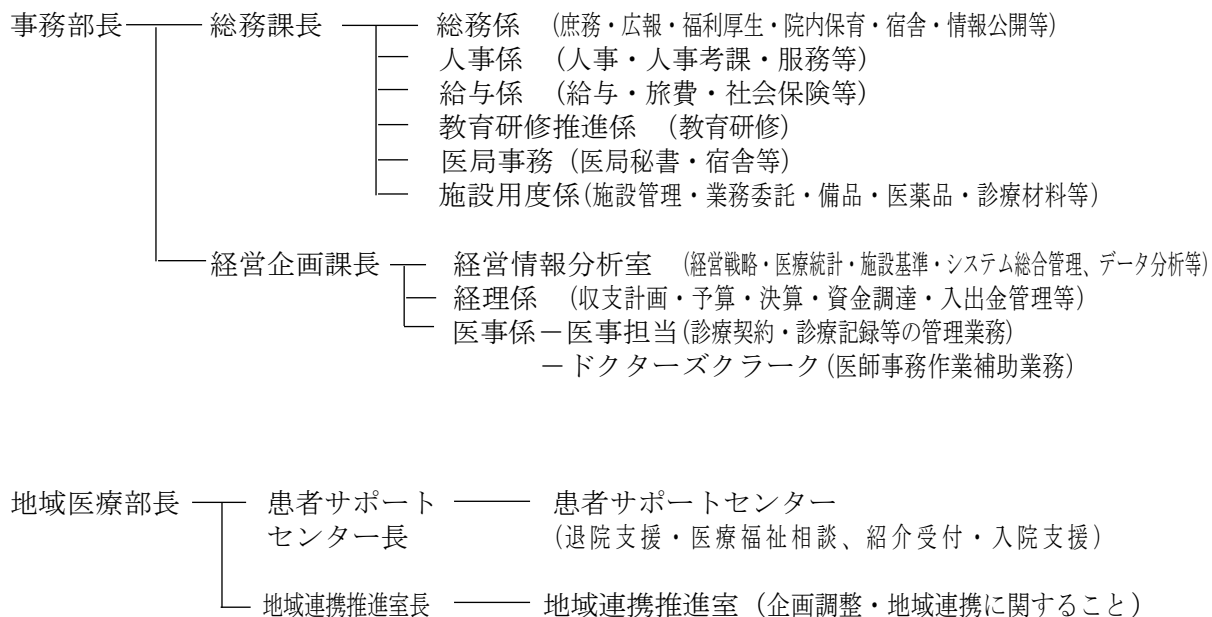 事務部長 総務課長 総務係 (庶務・広報・福利厚生・院内保育・宿舎・情報公開等)
人事係 (人事・人事考課・服務等)
給与係 (給与・旅費・社会保険等)
教育研修推進係 (教育研修)
医局事務 (医局秘書・宿舎等)
施設用度係(施設管理・業務委託・備品・医薬品・診療材料等)
経営企画課長 経営情報分析室 (経営戦略・医療統計・施設基準・システム総合管理、データ分析等)
経理係 (収支計画・予算・決算・資金調達・入出金管理等)
医事係－医事担当(診療契約・診療記録等の管理業務)
－ドクターズクラーク(医師事務作業補助業務)
地域医療部長 患者サポート 患者サポートセンター
センター長 (退院支援・医療福祉相談、紹介受付・入院支援)
地域連携推進室長 地域連携推進室 (企画調整・地域連携に関すること)